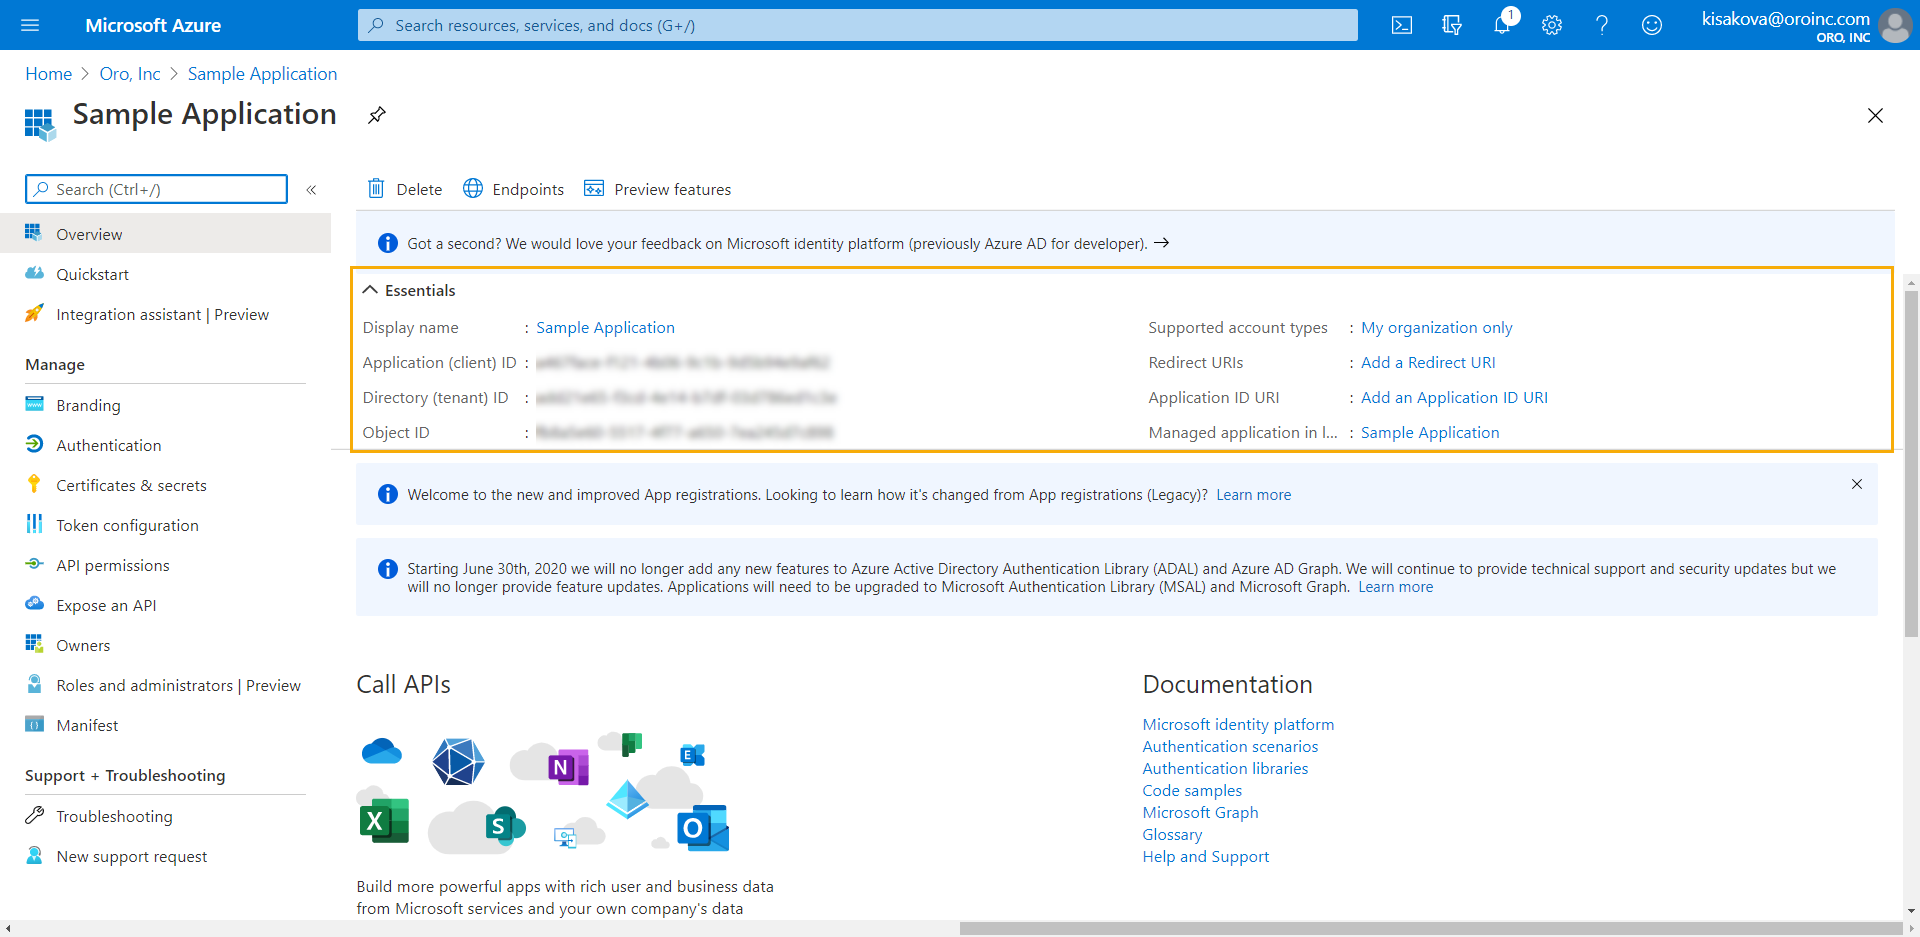 Microsoft Azure
Search resources, services, and docs (G+/)
1
kisakova@oroinc.com
ORO, INC
Home > Oro, Inc > Sample Application
Sample Application
Search (Ctrl+/)
«
Overview
Quickstart
Integration assistant | Preview
Manage
Branding
Authentication
Certificates & secrets
Token configuration
API permissions
Expose an API
Owners
Roles and administrators | Preview
Manifest
Support + Troubleshooting
Troubleshooting
New support request
Delete
Endpoints
Preview features
Got a second? We would love your feedback on Microsoft identity platform (previously Azure AD for developer). →
Essentials
Display name : Sample Application
Application (client) ID :
Directory (tenant) ID :
Object ID :
Supported account types : My organization only
Redirect URIs : Add a Redirect URI
Application ID URI : Add an Application ID URI
Managed application in l... : Sample Application
Welcome to the new and improved App registrations. Looking to learn how it's changed from App registrations (Legacy)? Learn more
Starting June 30th, 2020 we will no longer add any new features to Azure Active Directory Authentication Library (ADAL) and Azure AD Graph. We will continue to provide technical support and security updates but we
will no longer provide feature updates. Applications will need to be upgraded to Microsoft Authentication Library (MSAL) and Microsoft Graph. Learn more
Call APIs
N
E
X
S
O
Build more powerful apps with rich user and business data
from Microsoft services and your own company's data
Documentation
Microsoft identity platform
Authentication scenarios
Authentication libraries
Code samples
Microsoft Graph
Glossary
Help and Support